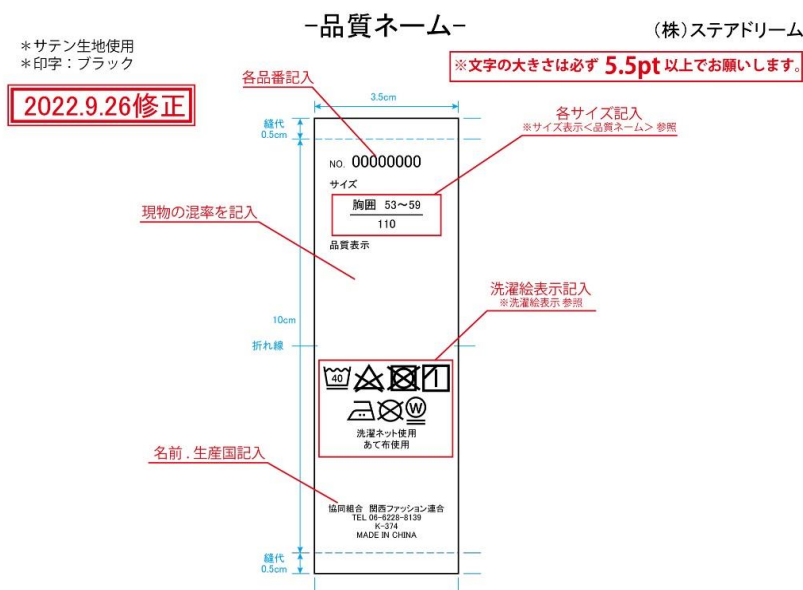 -品質ネーム-
(株)ステアドリーム
*サテン生地使用
*印字：ブラック
※文字の大きさは必ず 5.5pt 以上でお願いします。
2022.9.26修正
各品番記入
3.5cm
各サイズ記入
※サイズ表示<品質ネーム> 参照
縫代
0.5cm
NO. 00000000
サイズ
胸囲 53～59
110
現物の混率を記入
品質表示
洗濯絵表示記入
※洗濯絵表示 参照
10cm
折れ線
40
W
洗濯ネット使用
あて布使用
名前.生産国記入
協同組合 関西ファッション連合
TEL 06-6228-8139
K-374
MADE IN CHINA
縫代
0.5cm